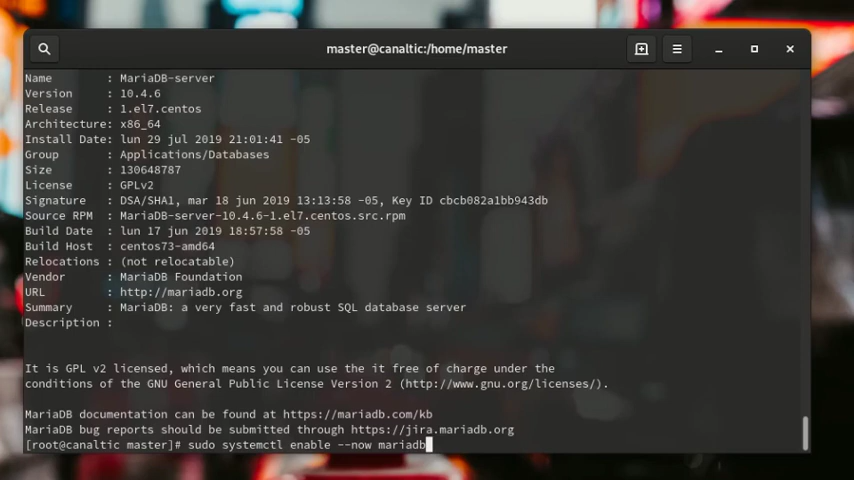 master@canaltic:/home/master
Name : MariaDB-server
Version : 10.4.6
Release : 1.el7.centos
Architecture: x86_64
Install Date: lun 29 jul 2019 21:01:41 -05
Group : Applications/Databases
Size : 130648787
License : GPLv2
Signature : DSA/SHA1, mar 18 jun 2019 13:13:58 -05, Key ID cbcb082a1bb943db
Source RPM : MariaDB-server-10.4.6-1.el7.centos.src.rpm
Build Date : lun 17 jun 2019 18:57:58 -05
Build Host : centos73-amd64
Relocations : (not relocatable)
Vendor : MariaDB Foundation
URL : http://mariadb.org
Summary : MariaDB: a very fast and robust SQL database server
Description :
It is GPL v2 licensed, which means you can use the it free of charge under the
conditions of the GNU General Public License Version 2 (http://www.gnu.org/licenses/).
MariaDB documentation can be found at https://mariadb.com/kb
MariaDB bug reports should be submitted through https://jira.mariadb.org
[root@canaltic master]# sudo systemctl enable --now mariadb